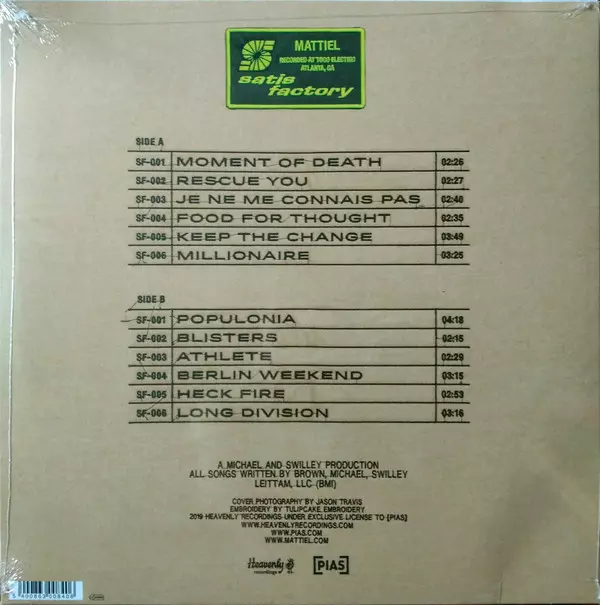 MATTIEL
RECORDED AT TOCO ELECTRIC
ATLANTA, GA
satis
factory
SIDE A
SF-001 MOMENT OF DEATH 02:26
SF-002 RESCUE YOU 02:27
SF-003 JE NE ME CONNAIS PAS 02:40
SF-004 FOOD FOR THOUGHT 02:35
SF-005 KEEP THE CHANGE 03:49
SF-006 MILLIONAIRE 03:25
SIDE B
SF-001 POPULONIA 04:18
SF-002 BLISTERS 02:15
SF-003 ATHLETE 02:29
SF-004 BERLIN WEEKEND 03:15
SF-005 HECK FIRE 02:53
SF-006 LONG DIVISION 03:16
A MICHAEL AND SWILLEY PRODUCTION
ALL SONGS WRITTEN BY BROWN, MICHAEL, SWILLEY
LEITTAM, LLC (BMI)
COVER PHOTOGRAPHY BY JASON TRAVIS
EMBROIDERY BY TULIPCAKE EMBROIDERY
2019 HEAVENLY RECORDINGS UNDER EXCLUSIVE LICENSE TO [PIAS]
WWW.HEAVENLYRECORDINGS.COM
WWW.PIAS.COM
WWW.MATTIEL.COM
Heavenly
recordings
[PIAS]
5 400863 008406